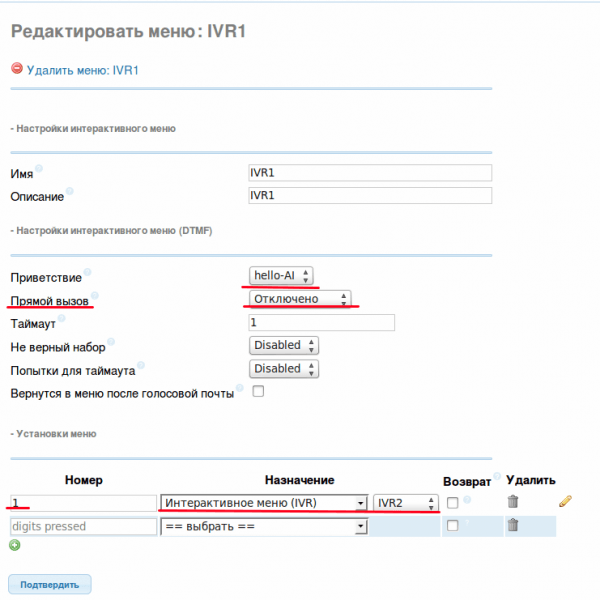 Редактировать меню: IVR1
Удалить меню: IVR1
- Настройки интерактивного меню
Имя IVR1
Описание IVR1
- Настройки интерактивного меню (DTMF)
Приветствие hello-AI
Прямой вызов Отключено
Таймаут 1
Не верный набор Disabled
Попытки для таймаута Disabled
Вернутся в меню после голосовой почты
- Установки меню
Номер Назначение Возврат Удалить
1 Интерактивное меню (IVR) IVR2
digits pressed == выбрать ==
Подтвердить